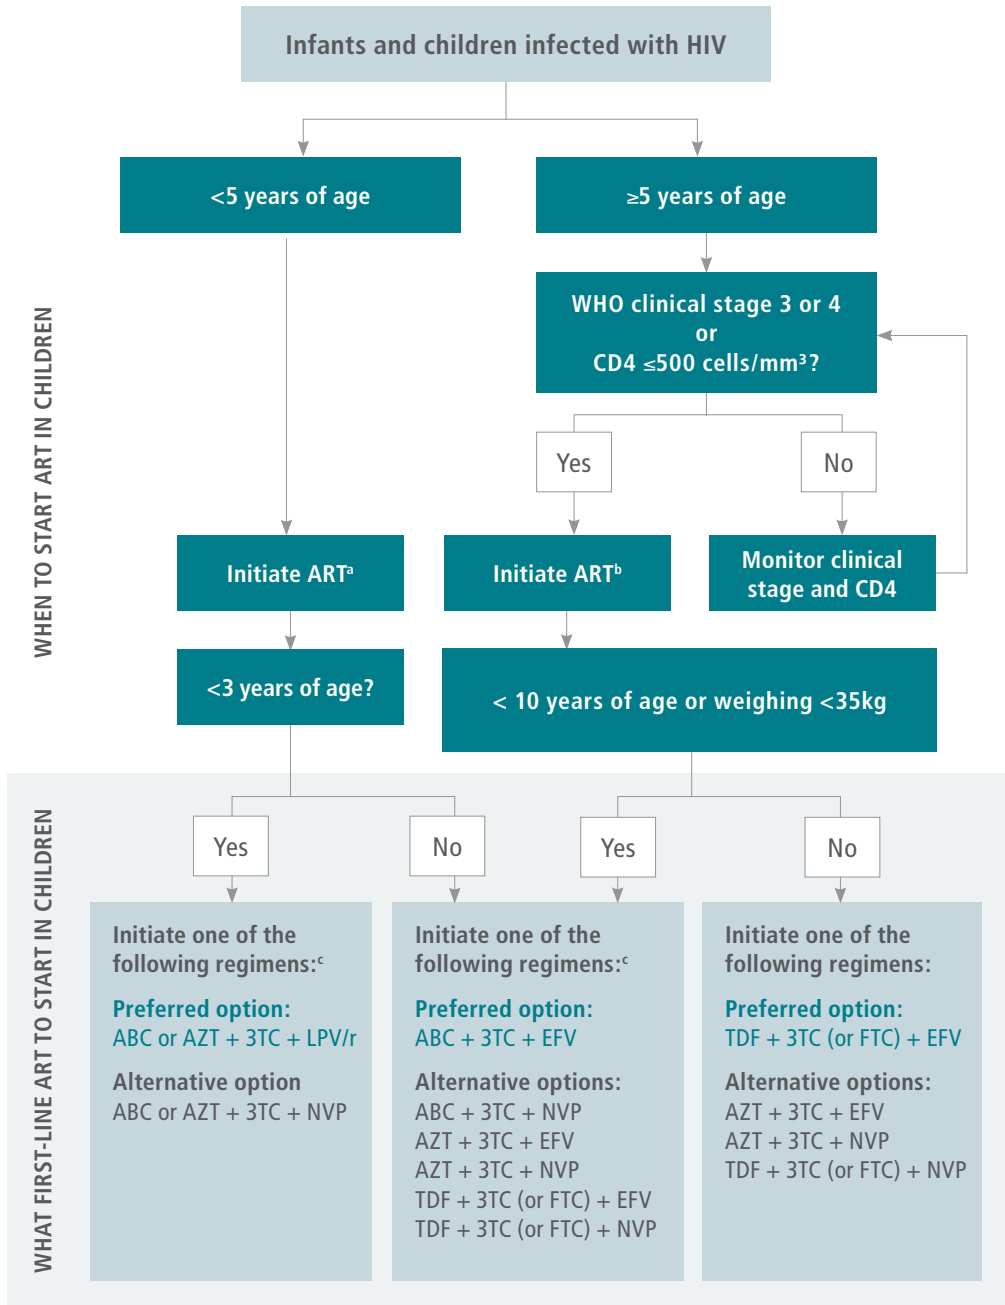 Infants and children infected with HIV
<5 years of age
≥5 years of age
WHO clinical stage 3 or 4
or
CD4 ≤500 cells/mm³?
Yes
No
Initiate ARTᵃ
Initiate ARTᵇ
Monitor clinical
stage and CD4
<3 years of age?
< 10 years of age or weighing <35kg
WHEN TO START ART IN CHILDREN
Yes
No
Yes
No
Initiate one of the
following regimens:ᶜ
Preferred option:
ABC or AZT + 3TC + LPV/r
Alternative option
ABC or AZT + 3TC + NVP
Initiate one of the
following regimens:ᶜ
Preferred option:
ABC + 3TC + EFV
Alternative options:
ABC + 3TC + NVP
AZT + 3TC + EFV
AZT + 3TC + NVP
TDF + 3TC (or FTC) + EFV
TDF + 3TC (or FTC) + NVP
Initiate one of the
following regimens:
Preferred option:
TDF + 3TC (or FTC) + EFV
Alternative options:
AZT + 3TC + EFV
AZT + 3TC + NVP
TDF + 3TC (or FTC) + NVP
WHAT FIRST-LINE ART TO START IN CHILDREN